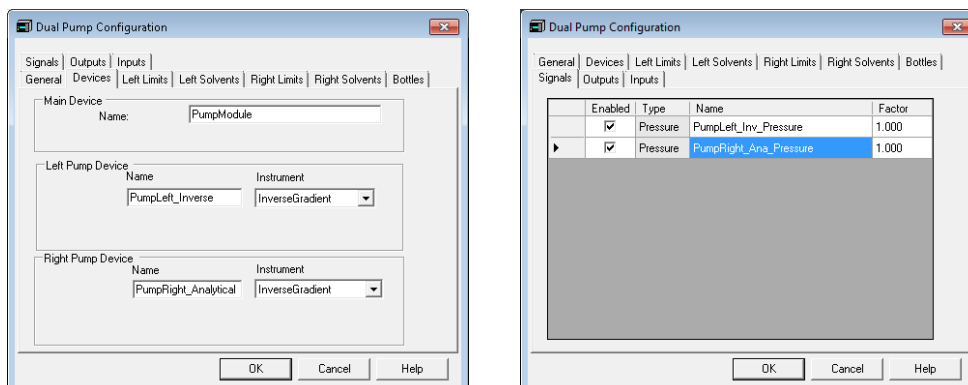 Dual Pump Configuration
Signals Outputs Inputs
General Devices Left Limits Left Solvents Right Limits Right Solvents Bottles
Main Device
Name: PumpModule
Left Pump Device
Name Instrument
PumpLeft_Inverse InverseGradient
Right Pump Device
Name Instrument
PumpRight_Analytical InverseGradient
OK Cancel Help
Dual Pump Configuration
General Devices Left Limits Left Solvents Right Limits Right Solvents Bottles
Signals Outputs Inputs
Enabled Type Name Factor
Pressure PumpLeft_Inv_Pressure 1.000
Pressure PumpRight_Ana_Pressure 1.000
OK Cancel Help